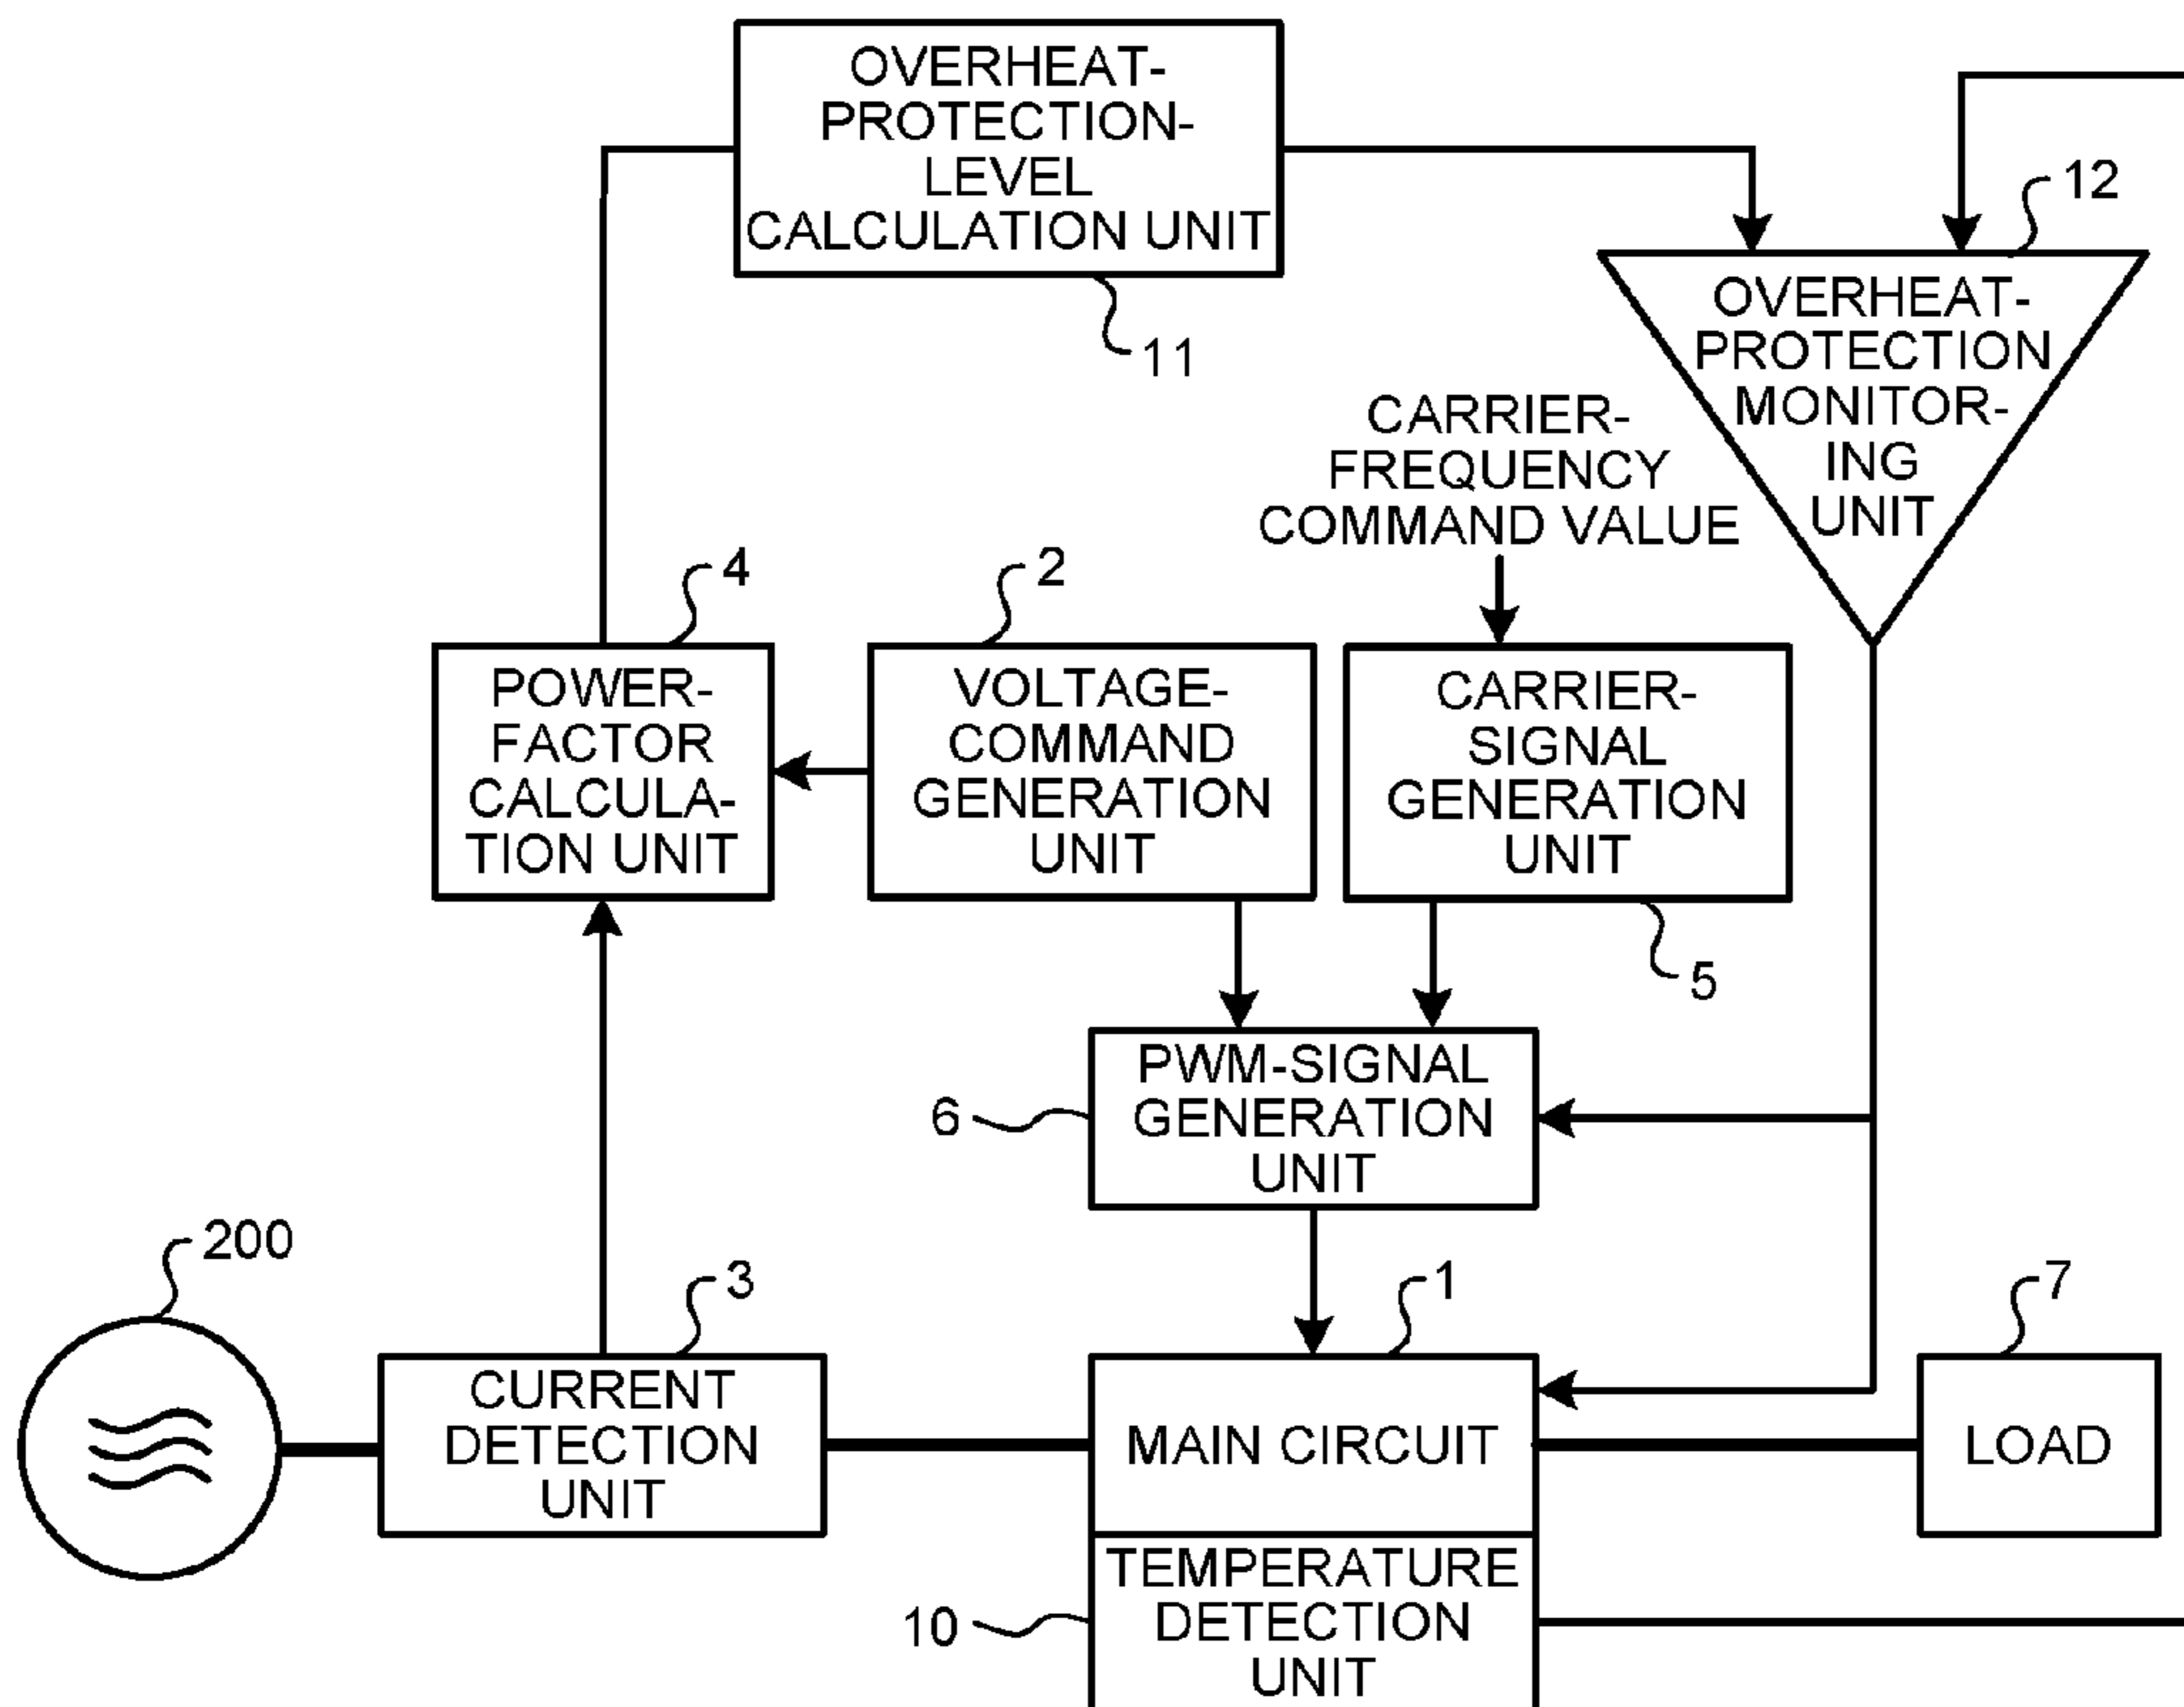 OVERHEAT-
PROTECTION-
LEVEL
CALCULATION UNIT
11
12
OVERHEAT-
PROTECTION
MONITOR-
ING
UNIT
CARRIER-
FREQUENCY
COMMAND VALUE
4
POWER-
FACTOR
CALCULA-
TION UNIT
2
VOLTAGE-
COMMAND
GENERATION
UNIT
CARRIER-
SIGNAL
GENERATION
UNIT
5
6
PWM-SIGNAL
GENERATION
UNIT
200
3
CURRENT
DETECTION
UNIT
1
MAIN CIRCUIT
7
LOAD
10
TEMPERATURE
DETECTION
UNIT